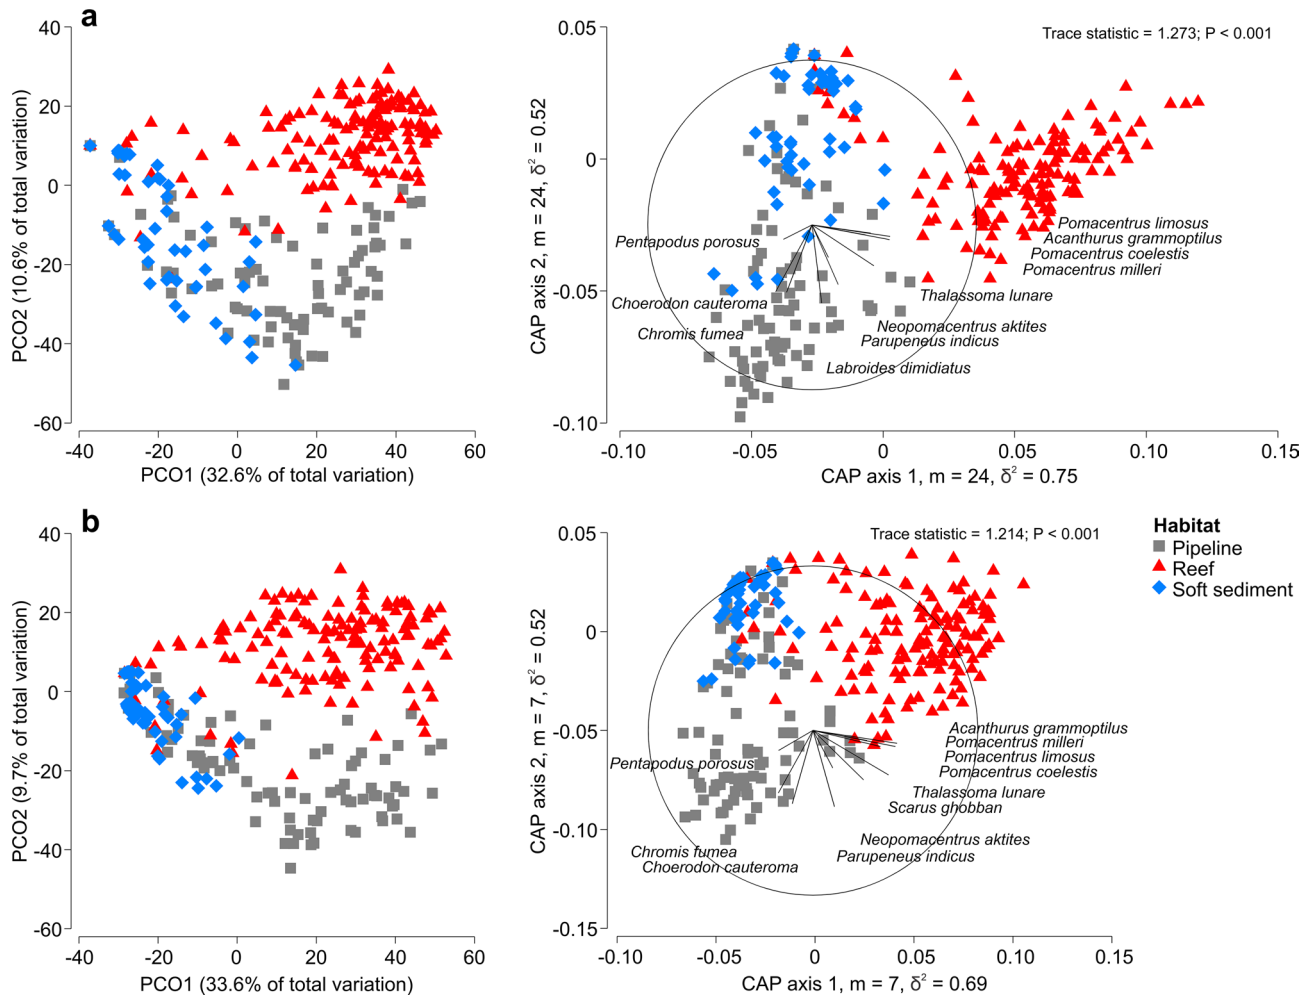 a
40
20
0
-20
-40
-60
-40
-20
0
20
40
60
PCO2 (10.6% of total variation)
PCO1 (32.6% of total variation)
Trace statistic = 1.273; P < 0.001
0.05
0
-0.05
-0.10
-0.10
-0.05
0
0.05
0.10
0.15
CAP axis 2, m = 24, δ² = 0.52
CAP axis 1, m = 24, δ² = 0.75
Pomacentrus limosus
Acanthurus grammoptilus
Pomacentrus coelestis
Pomacentrus milleri
Pentapodus porosus
Thalassoma lunare
Choerodon cauteroma
Neopomacentrus aktites
Chromis fumea
Parupeneus indicus
Labroides dimidiatus
b
40
20
0
-20
-40
-60
-40
-20
0
20
40
60
PCO2 (9.7% of total variation)
PCO1 (33.6% of total variation)
Trace statistic = 1.214; P < 0.001
0.05
0
-0.05
-0.10
-0.15
-0.10
-0.05
0
0.05
0.10
0.15
CAP axis 2, m = 7, δ² = 0.52
CAP axis 1, m = 7, δ² = 0.69
Acanthurus grammoptilus
Pomacentrus milleri
Pomacentrus limosus
Pentapodus porosus
Pomacentrus coelestis
Thalassoma lunare
Scarus ghobban
Neopomacentrus aktites
Chromis fumea
Parupeneus indicus
Choerodon cauteroma
Habitat
Pipeline
Reef
Soft sediment